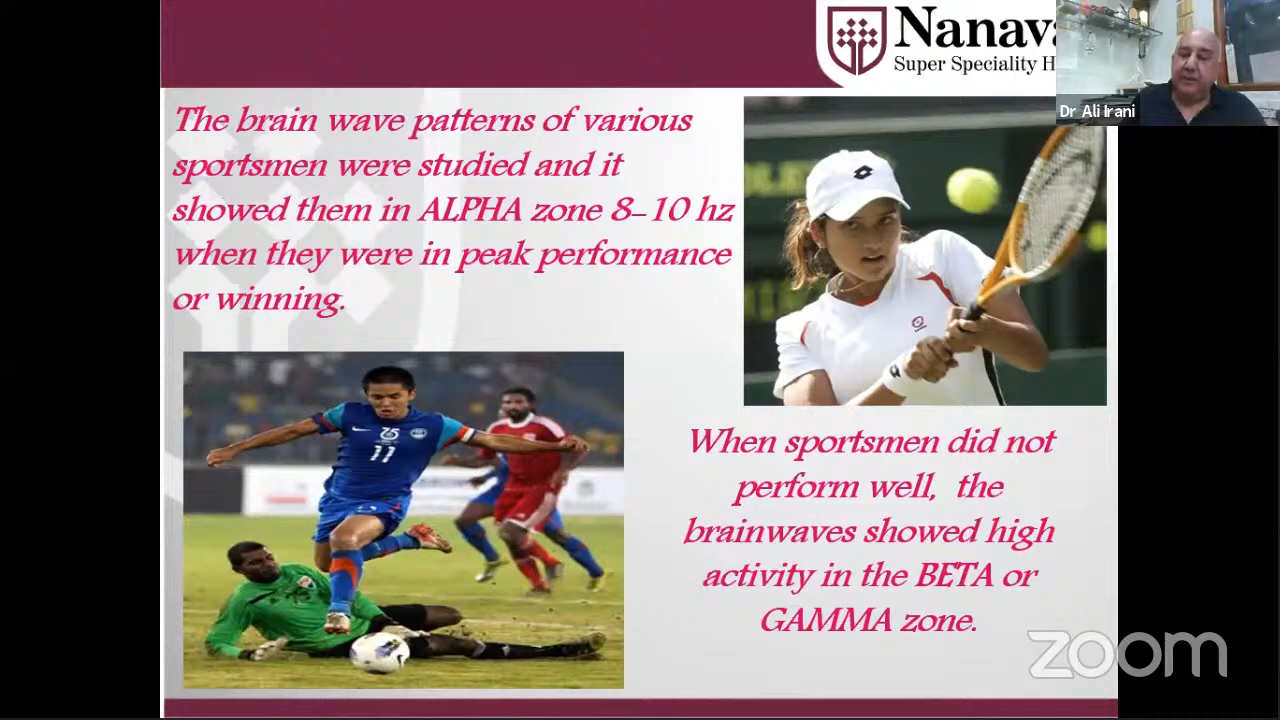 Nanava
Super Speciality H
Dr Ali Irani
The brain wave patterns of various
sportsmen were studied and it
showed them in ALPHA zone 8-10 hz
when they were in peak performance
or winning.
11
When sportsmen did not
perform well, the
brainwaves showed high
activity in the BETA or
GAMMA zone.
zoom